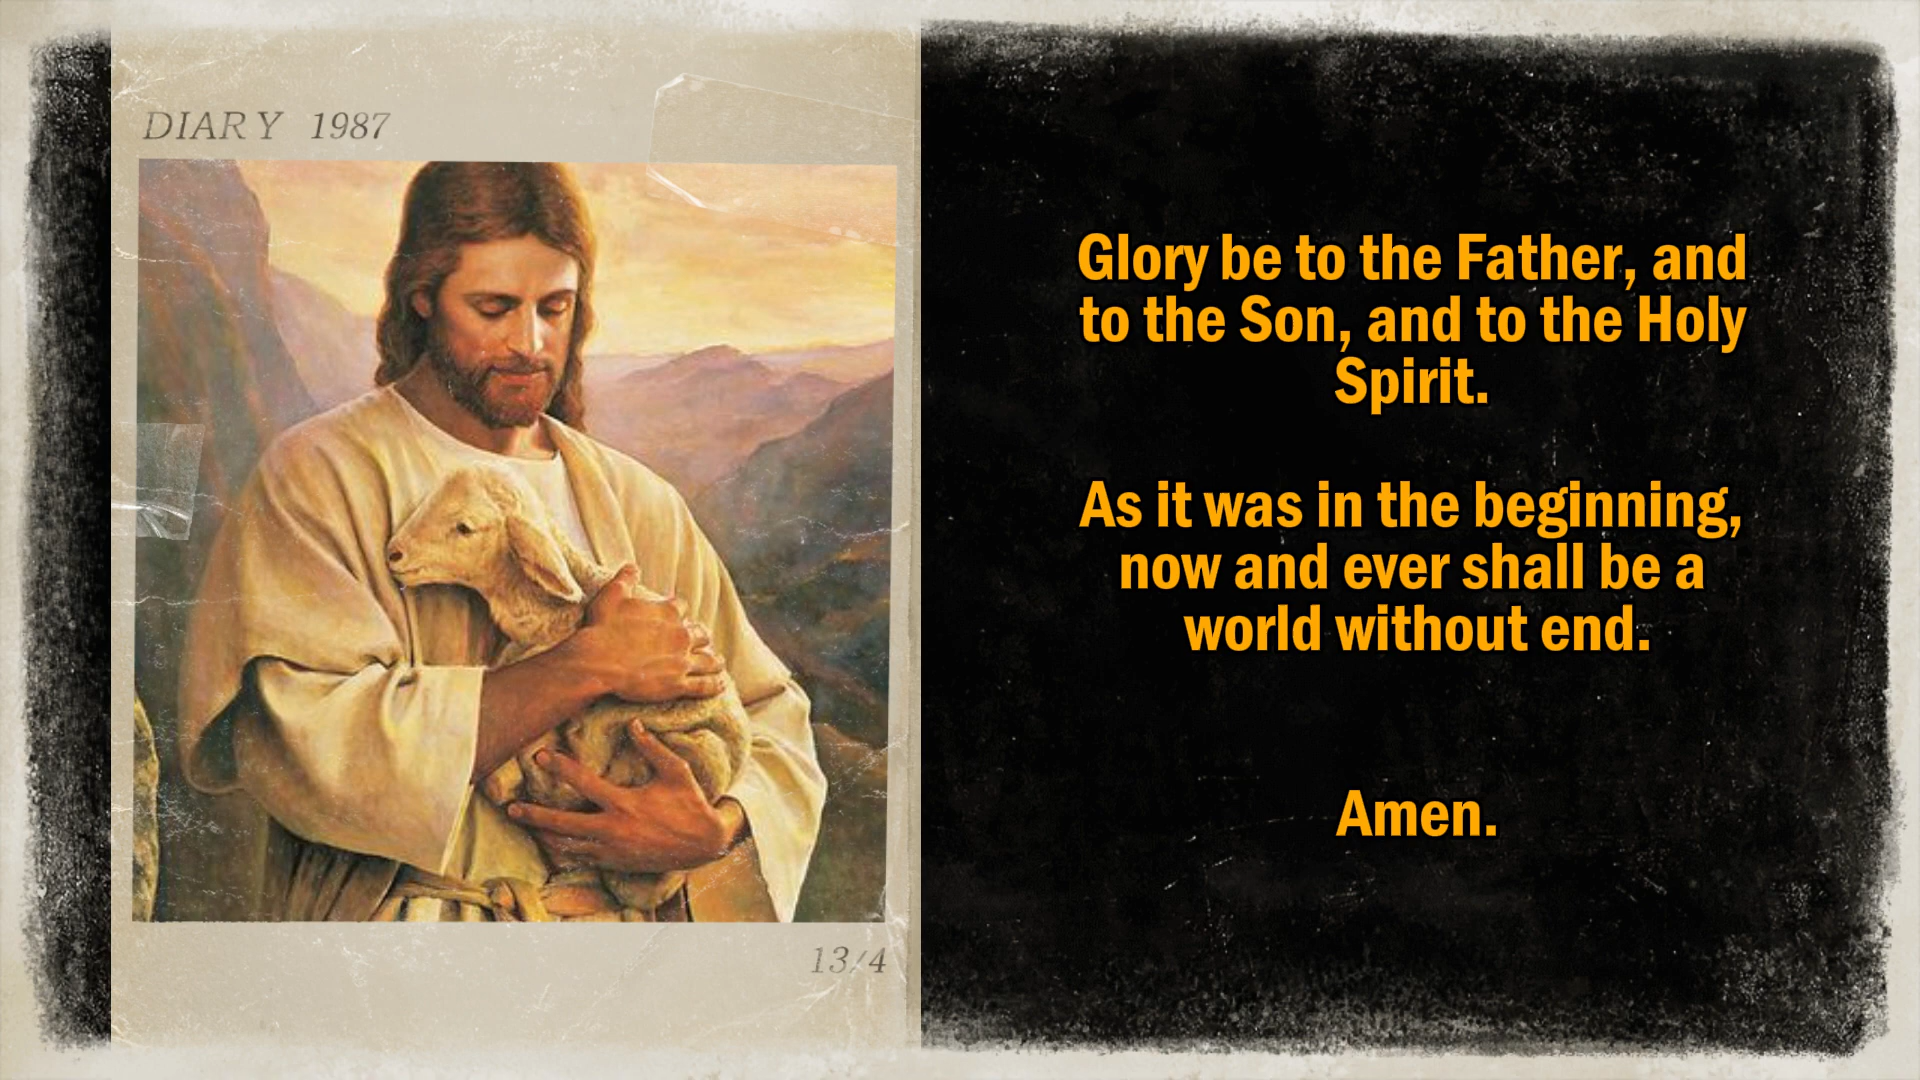 DIARY 1987
13/4
Glory be to the Father, and
to the Son, and to the Holy
Spirit.
As it was in the beginning,
now and ever shall be a
world without end.
Amen.